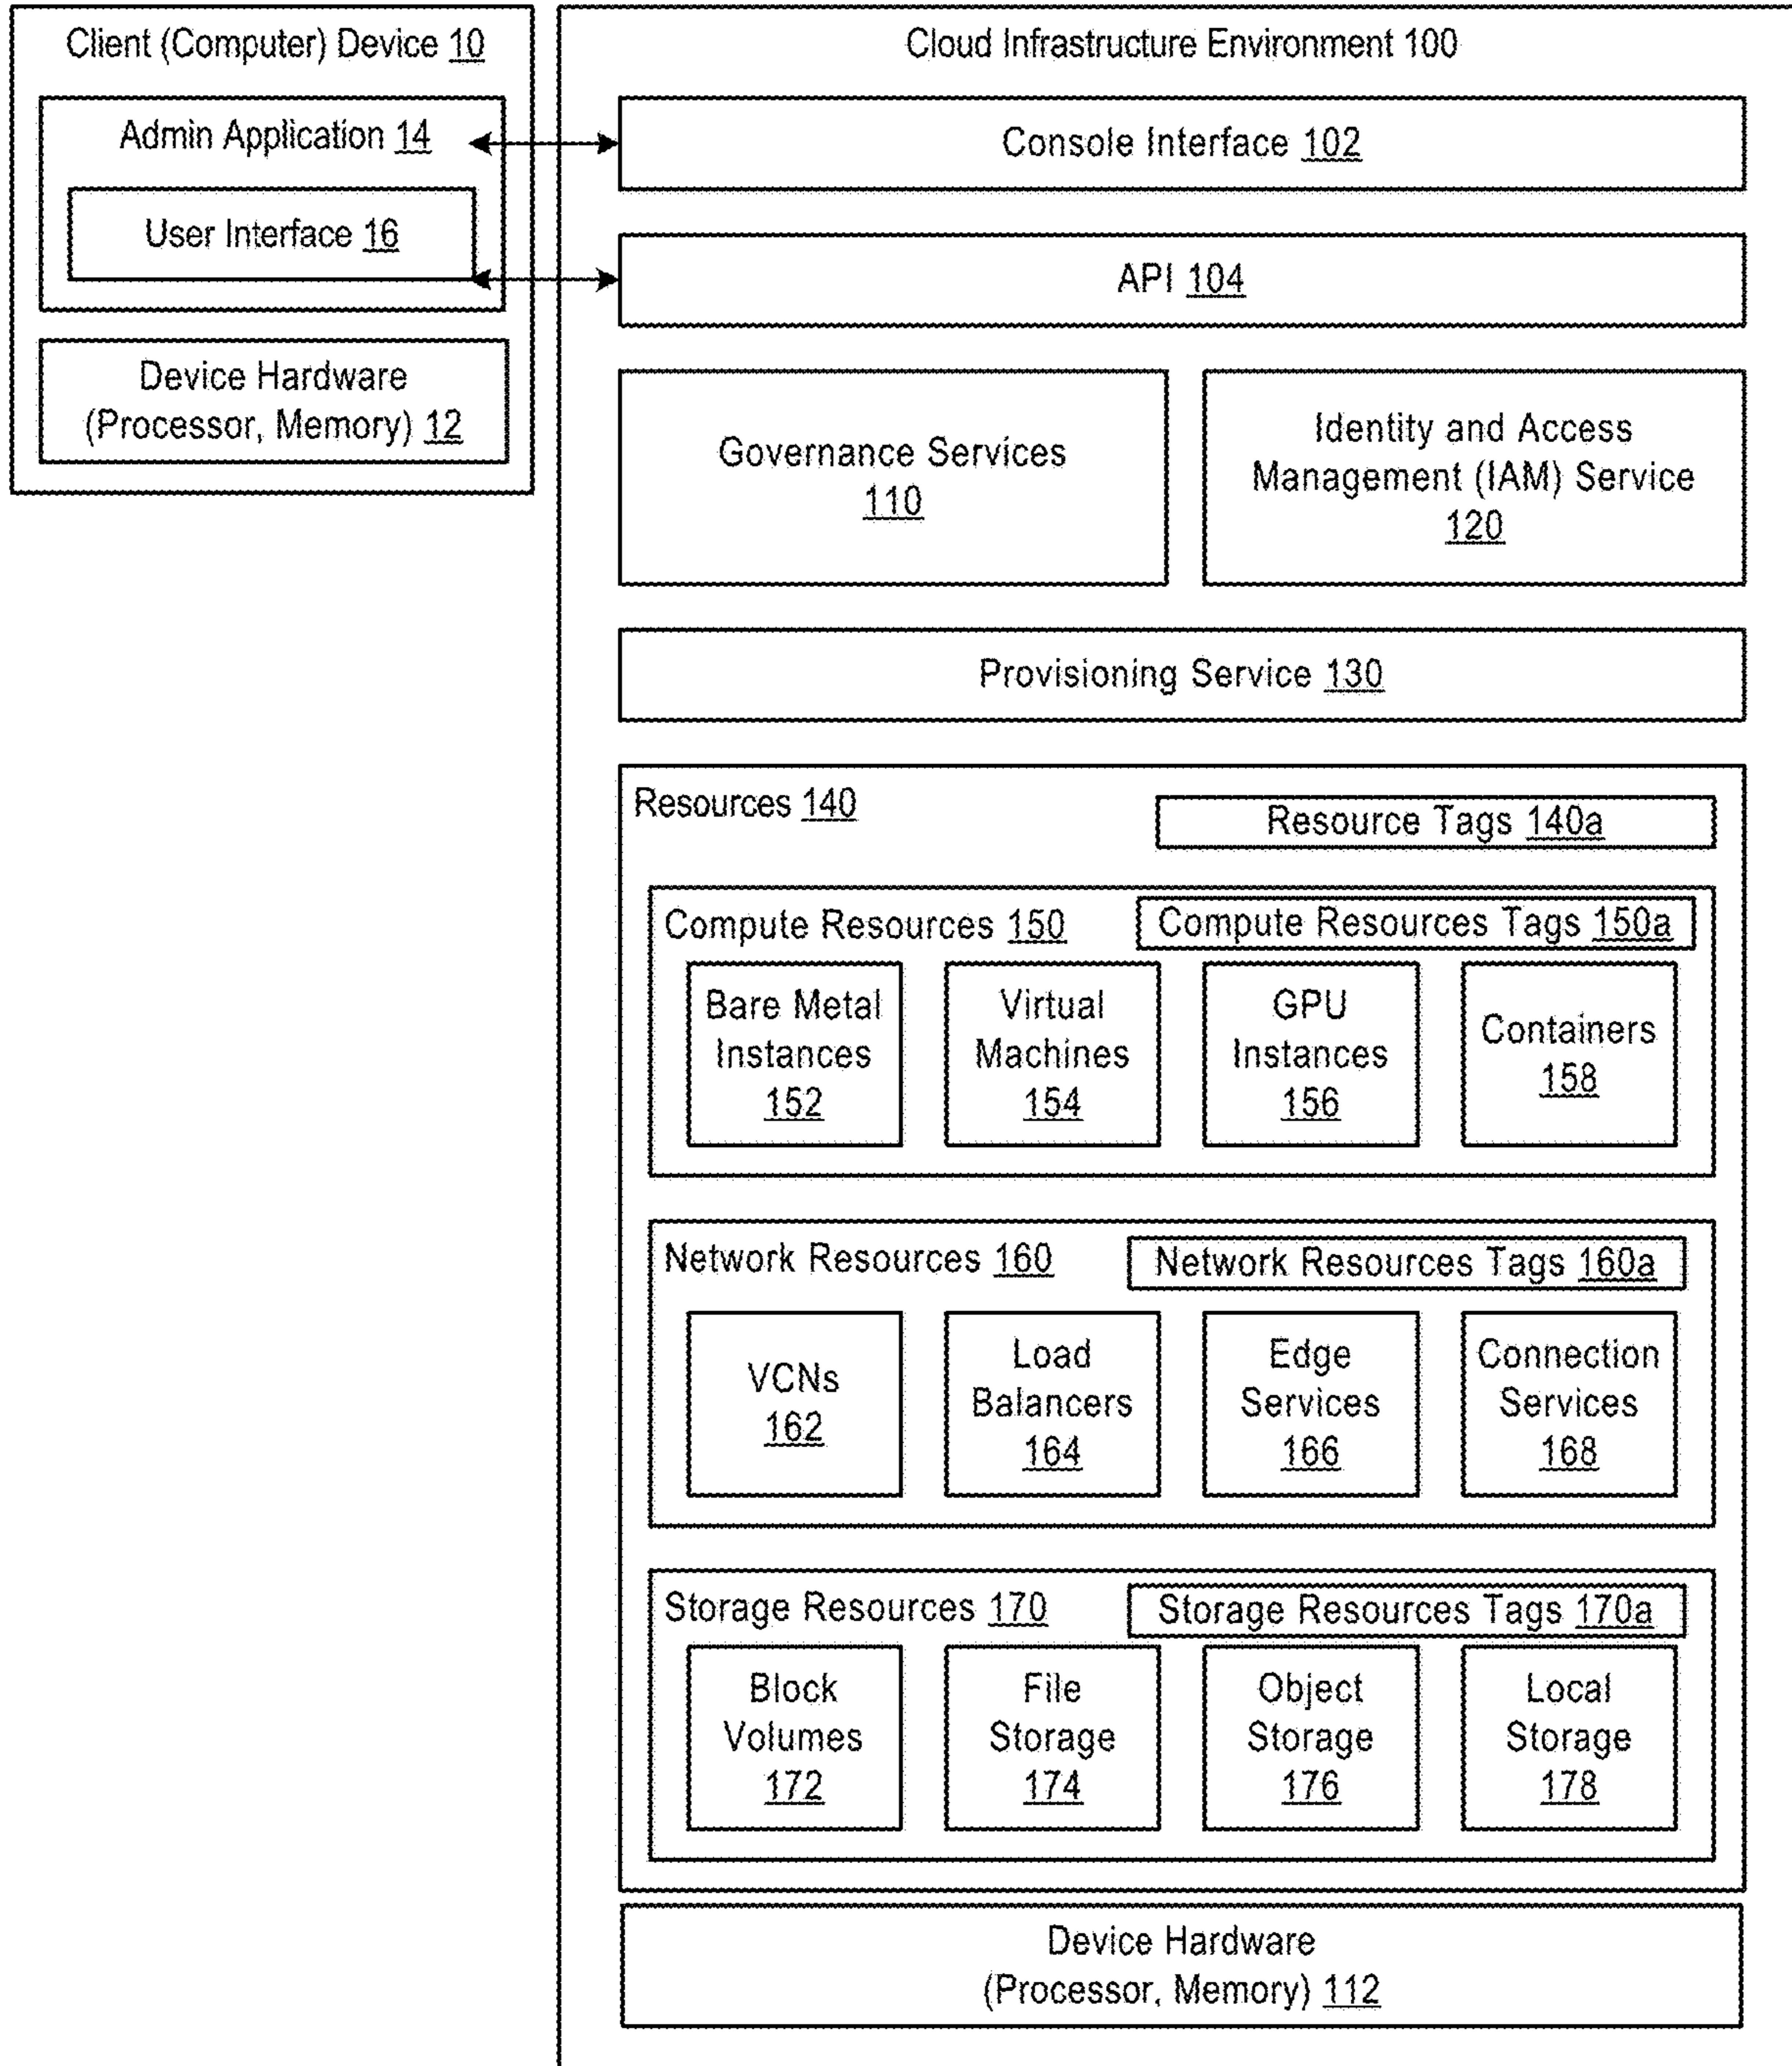 Client (Computer) Device 10
Admin Application 14
User Interface 16
Device Hardware
(Processor, Memory) 12
Cloud Infrastructure Environment 100
Console Interface 102
API 104
Governance Services
110
Identity and Access
Management (IAM) Service
120
Provisioning Service 130
Resources 140
Resource Tags 140a
Compute Resources 150
Compute Resources Tags 150a
Bare Metal
Instances
152
Virtual
Machines
154
GPU
Instances
156
Containers
158
Network Resources 160
Network Resources Tags 160a
VCNs
162
Load
Balancers
164
Edge
Services
166
Connection
Services
168
Storage Resources 170
Storage Resources Tags 170a
Block
Volumes
172
File
Storage
174
Object
Storage
176
Local
Storage
178
Device Hardware
(Processor, Memory) 112